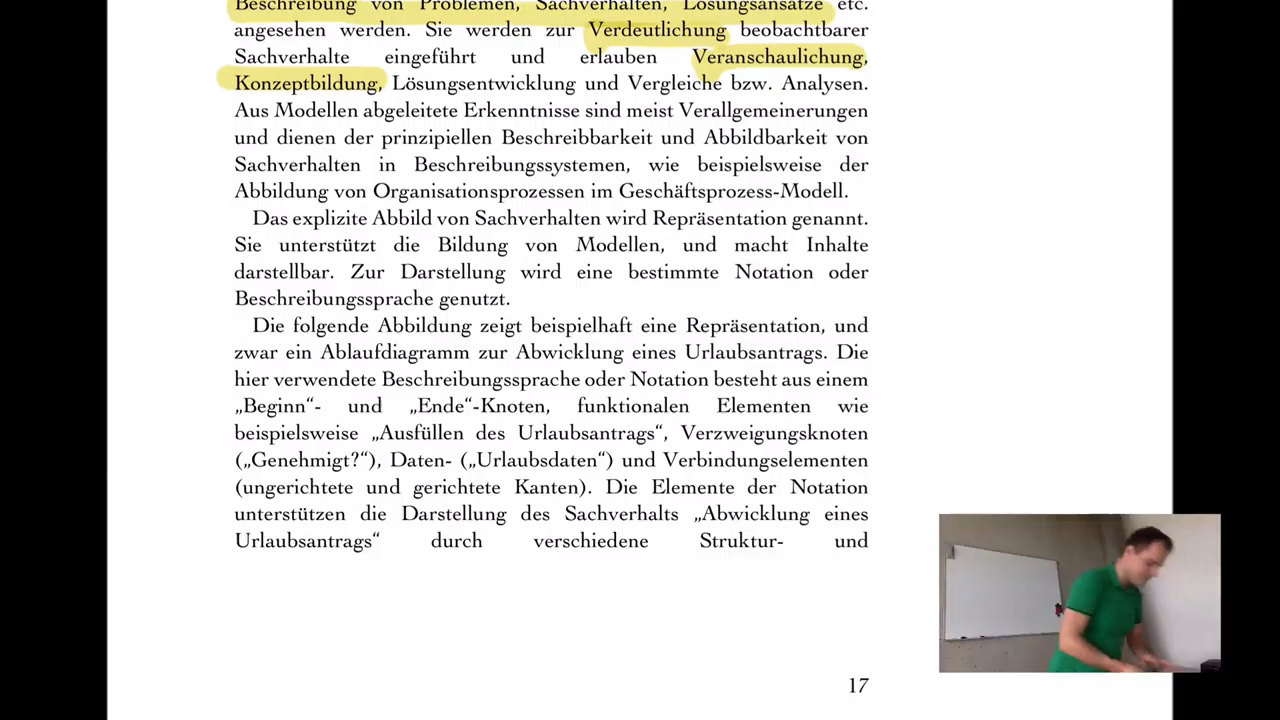 Beschreibung von Problemen, Sachverhalten, Lösungsansätze etc.
angesehen werden. Sie werden zur Verdeutlichung beobachtbarer
Sachverhalte eingeführt und erlauben Veranschaulichung,
Konzeptbildung, Lösungsentwicklung und Vergleiche bzw. Analysen.
Aus Modellen abgeleitete Erkenntnisse sind meist Verallgemeinerungen
und dienen der prinzipiellen Beschreibbarkeit und Abbildbarkeit von
Sachverhalten in Beschreibungssystemen, wie beispielsweise der
Abbildung von Organisationsprozessen im Geschäftsprozess-Modell.
Das explizite Abbild von Sachverhalten wird Repräsentation genannt.
Sie unterstützt die Bildung von Modellen, und macht Inhalte
darstellbar. Zur Darstellung wird eine bestimmte Notation oder
Beschreibungssprache genutzt.
Die folgende Abbildung zeigt beispielhaft eine Repräsentation, und
zwar ein Ablaufdiagramm zur Abwicklung eines Urlaubsantrags. Die
hier verwendete Beschreibungssprache oder Notation besteht aus einem
„Beginn“- und „Ende“-Knoten, funktionalen Elementen wie
beispielsweise „Ausfüllen des Urlaubsantrags“, Verzweigungsknoten
(„Genehmigt?“), Daten- („Urlaubsdaten“) und Verbindungselementen
(ungerichtete und gerichtete Kanten). Die Elemente der Notation
unterstützen die Darstellung des Sachverhalts „Abwicklung eines
Urlaubsantrags“ durch verschiedene Struktur- und
17